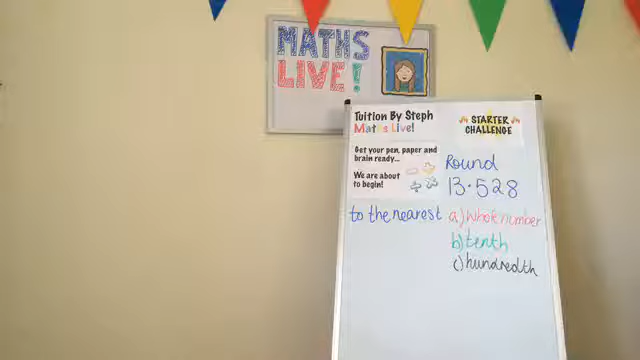 MATHS
LIVE!
Tuition By Steph
Maths Live!
STARTER
CHALLENGE
Get your pen, paper and
brain ready...
We are about
to begin!
Round
13.528
to the nearest a) whole number
b) tenth
c) hundredth